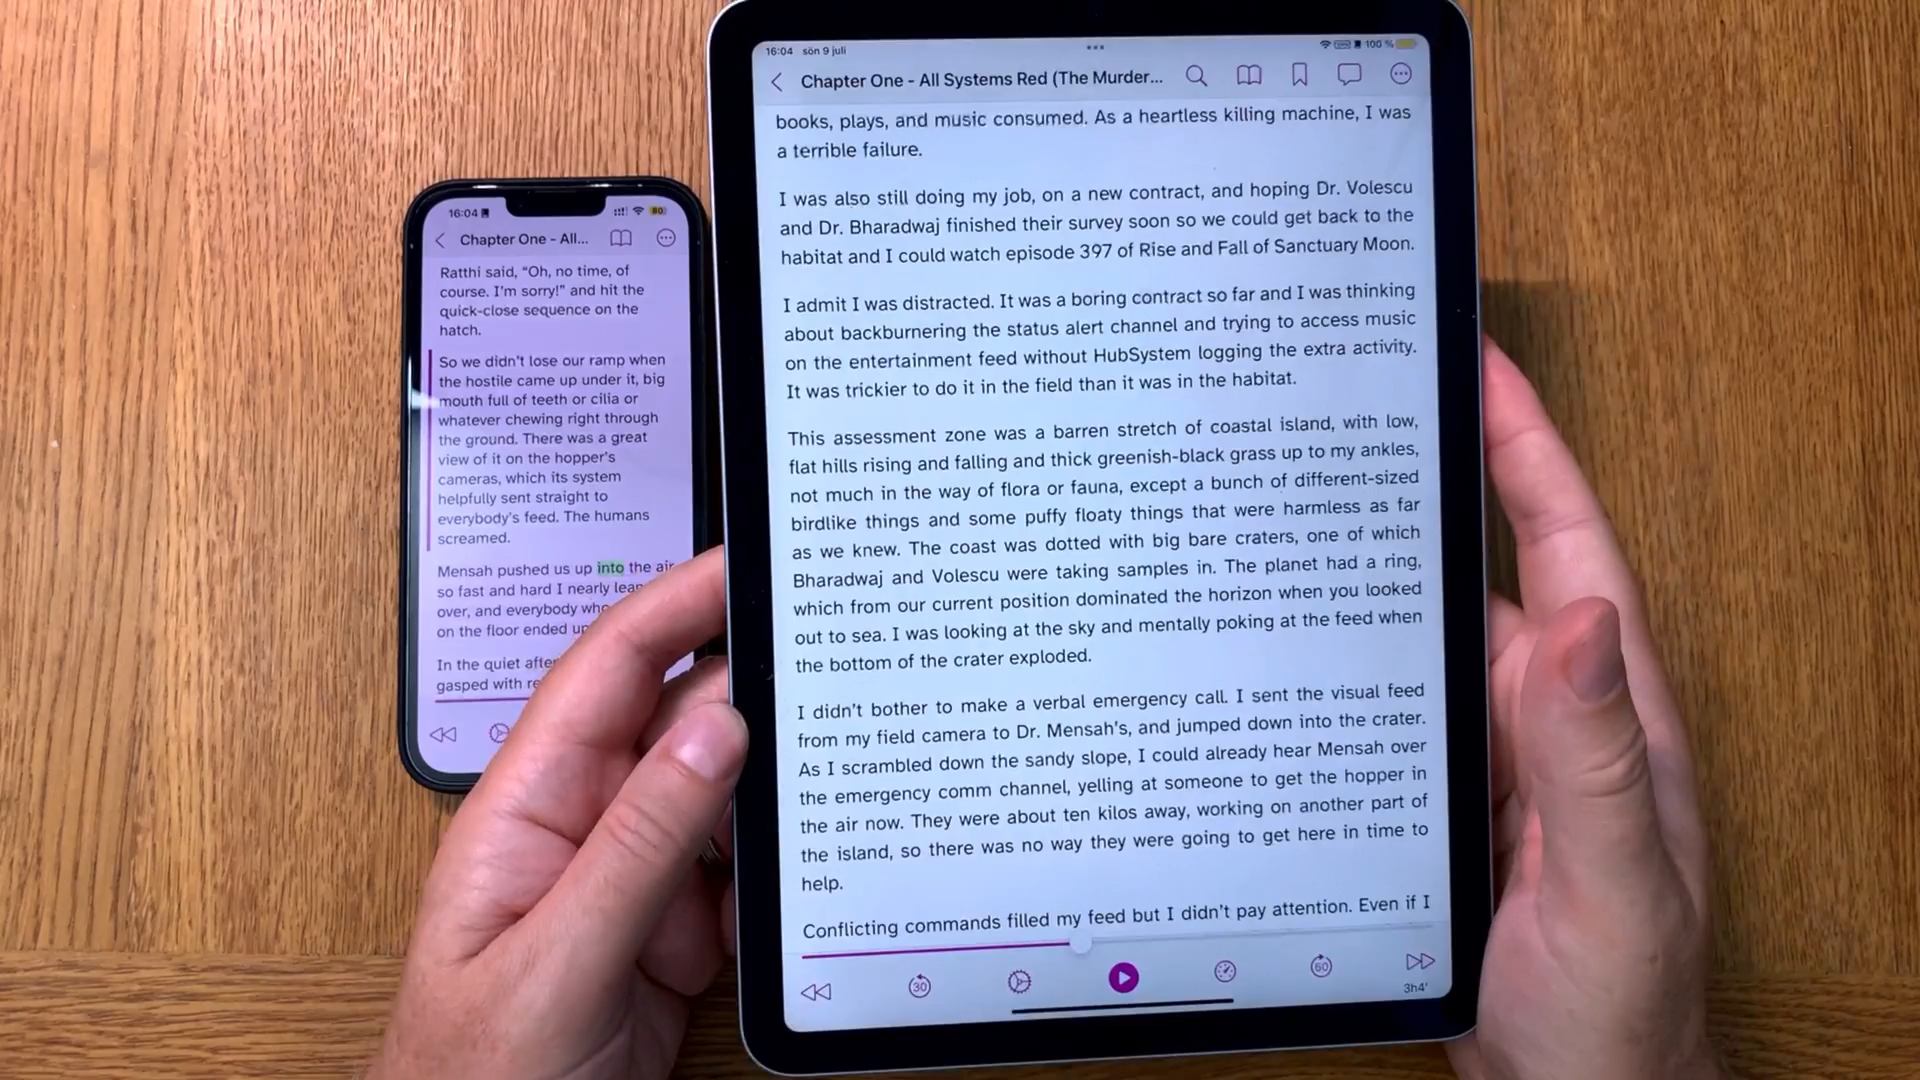 16:04
80
Chapter One - All...
Ratthi said, “Oh, no time, of
course. I'm sorry!” and hit the
quick-close sequence on the
hatch.
So we didn't lose our ramp when
the hostile came up under it, big
mouth full of teeth or cilia or
whatever chewing right through
the ground. There was a great
view of it on the hopper's
cameras, which its system
helpfully sent straight to
everybody's feed. The humans
screamed.
Mensah pushed us up into the air
so fast and hard I nearly
over, and everybody
on the floor ended
In the quiet
gasped with
16:04 sön 9 juli
100 %
Chapter One - All Systems Red (The Murder...
books, plays, and music consumed. As a heartless killing machine, I was
a terrible failure.
I was also still doing my job, on a new contract, and hoping Dr. Volescu
and Dr. Bharadwaj finished their survey soon so we could get back to the
habitat and I could watch episode 397 of Rise and Fall of Sanctuary Moon.
I admit I was distracted. It was a boring contract so far and I was thinking
about backburnering the status alert channel and trying to access music
on the entertainment feed without HubSystem logging the extra activity.
It was trickier to do it in the field than it was in the habitat.
This assessment zone was a barren stretch of coastal island, with low,
flat hills rising and falling and thick greenish-black grass up to my ankles,
not much in the way of flora or fauna, except a bunch of different-sized
birdlike things and some puffy floaty things that were harmless as far
as we knew. The coast was dotted with big bare craters, one of which
Bharadwaj and Volescu were taking samples in. The planet had a ring,
which from our current position dominated the horizon when you looked
out to sea. I was looking at the sky and mentally poking at the feed when
the bottom of the crater exploded.
I didn't bother to make a verbal emergency call. I sent the visual feed
from my field camera to Dr. Mensah's, and jumped down into the crater.
As I scrambled down the sandy slope, I could already hear Mensah over
the emergency comm channel, yelling at someone to get the hopper in
the air now. They were about ten kilos away, working on another part of
the island, so there was no way they were going to get here in time to
help.
Conflicting commands filled my feed but I didn't pay attention. Even if I
30
60
3h4'